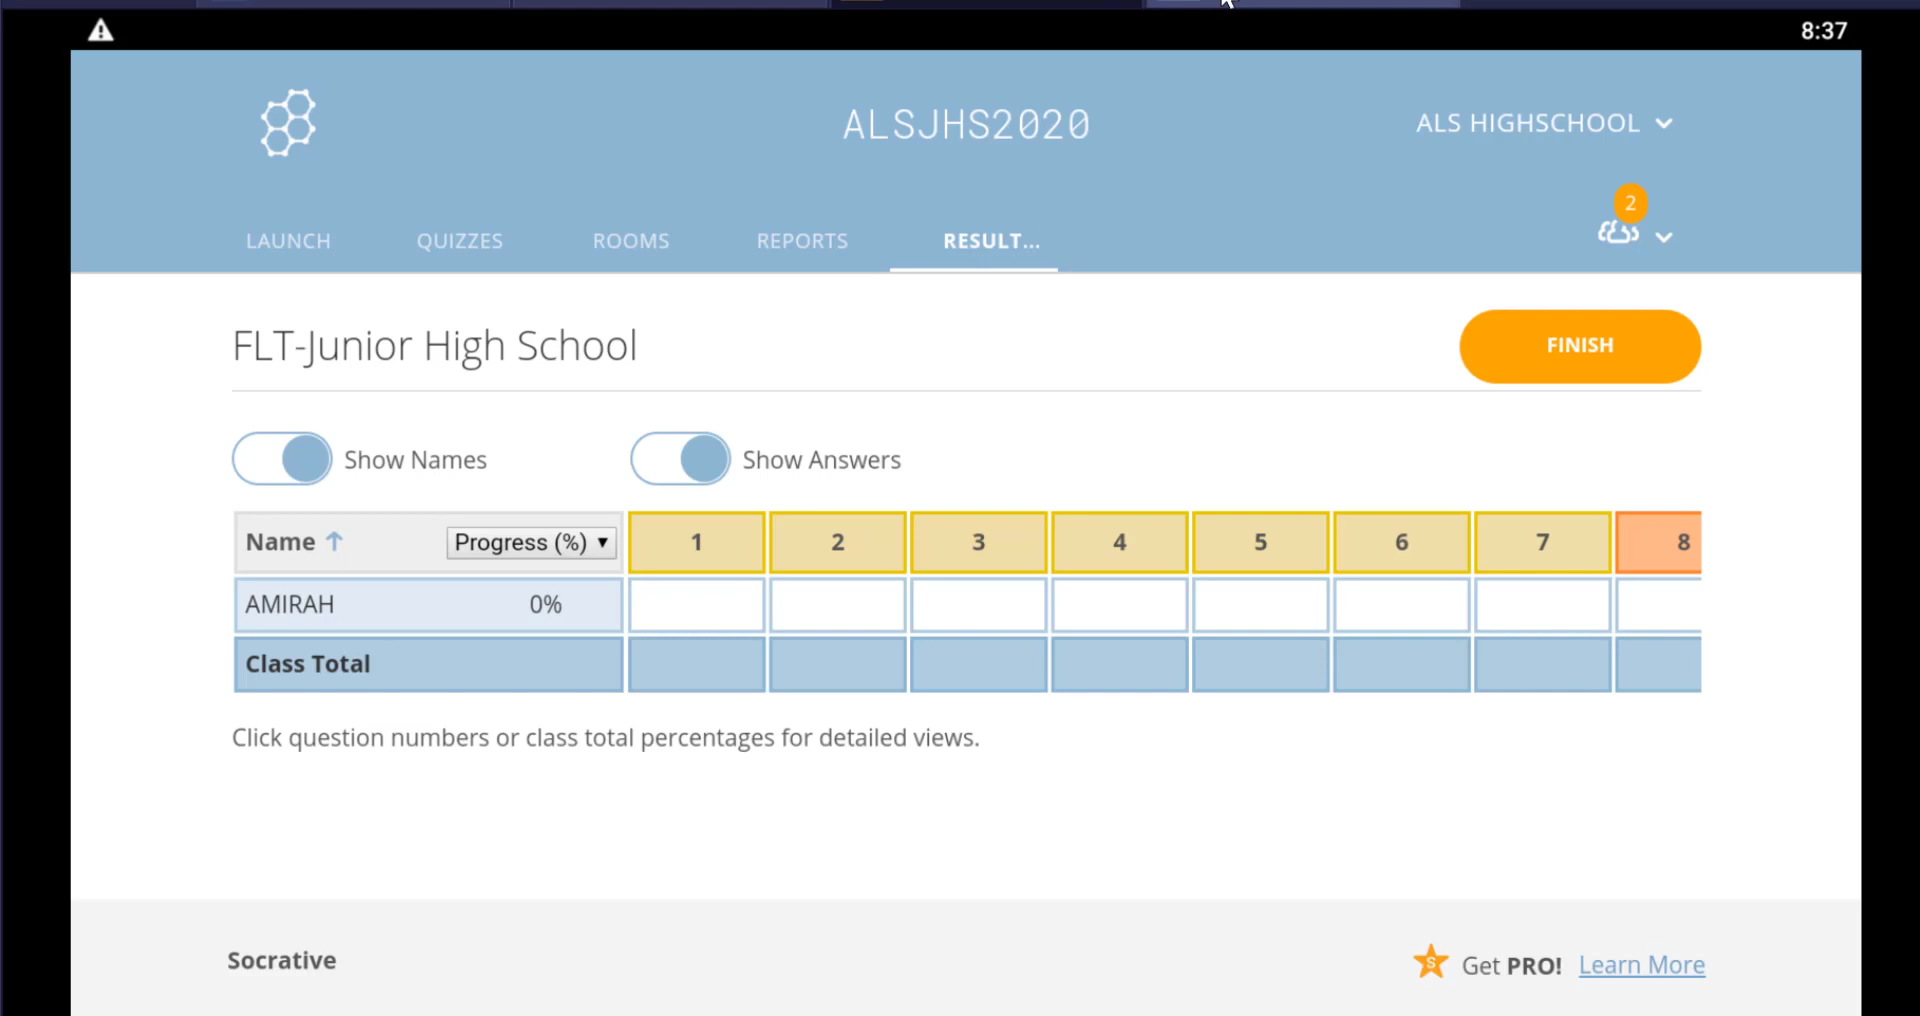 8:37
ALSJHS2020
ALS HIGHSCHOOL
2
LAUNCH QUIZZES ROOMS REPORTS RESULT...
FLT-Junior High School
FINISH
Show Names Show Answers
Name Progress (%) 1 2 3 4 5 6 7 8
AMIRAH 0%
Class Total
Click question numbers or class total percentages for detailed views.
Socrative
S Get PRO! Learn More